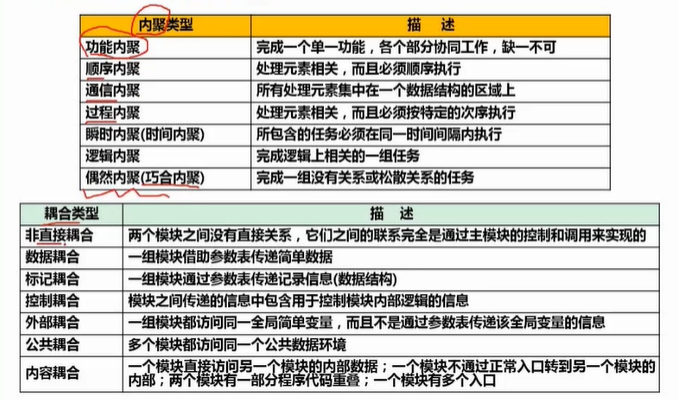 内聚类型 描 述
功能内聚 完成一个单一功能，各个部分协同工作，缺一不可
顺序内聚 处理元素相关，而且必须顺序执行
通信内聚 所有处理元素集中在一个数据结构的区域上
过程内聚 处理元素相关，而且必须按特定的次序执行
瞬时内聚(时间内聚) 所包含的任务必须在同一时间间隔内执行
逻辑内聚 完成逻辑上相关的一组任务
偶然内聚(巧合内聚) 完成一组没有关系或松散关系的任务
耦合类型 描 述
非直接耦合 两个模块之间没有直接关系，它们之间的联系完全是通过主模块的控制和调用来实现的
数据耦合 一组模块借助参数表传递简单数据
标记耦合 一组模块通过参数表传递记录信息(数据结构)
控制耦合 模块之间传递的信息中包含用于控制模块内部逻辑的信息
外部耦合 一组模块都访问同一全局简单变量，而且不是通过参数表传递该全局变量的信息
公共耦合 多个模块都访问同一个公共数据环境
内容耦合 一个模块直接访问另一个模块的内部数据；一个模块不通过正常入口转到另一个模块的
内部；两个模块有一部分程序代码重叠；一个模块有多个入口